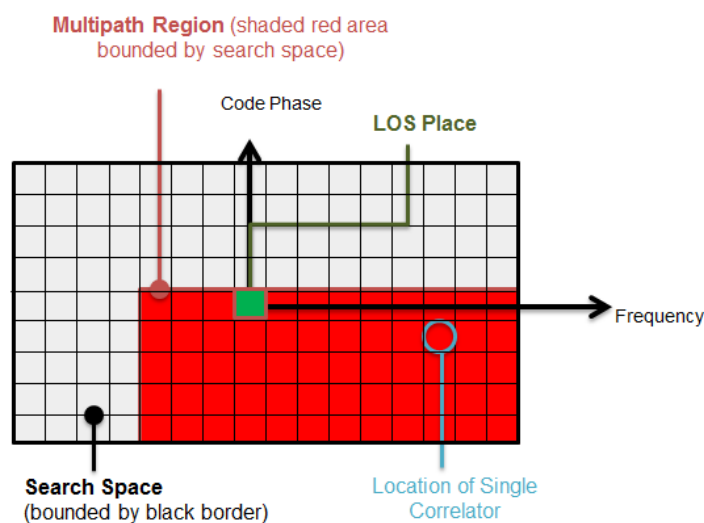 Multipath Region (shaded red area
bounded by search space)
Code Phase
LOS Place
Frequency
Search Space
(bounded by black border)
Location of Single
Correlator